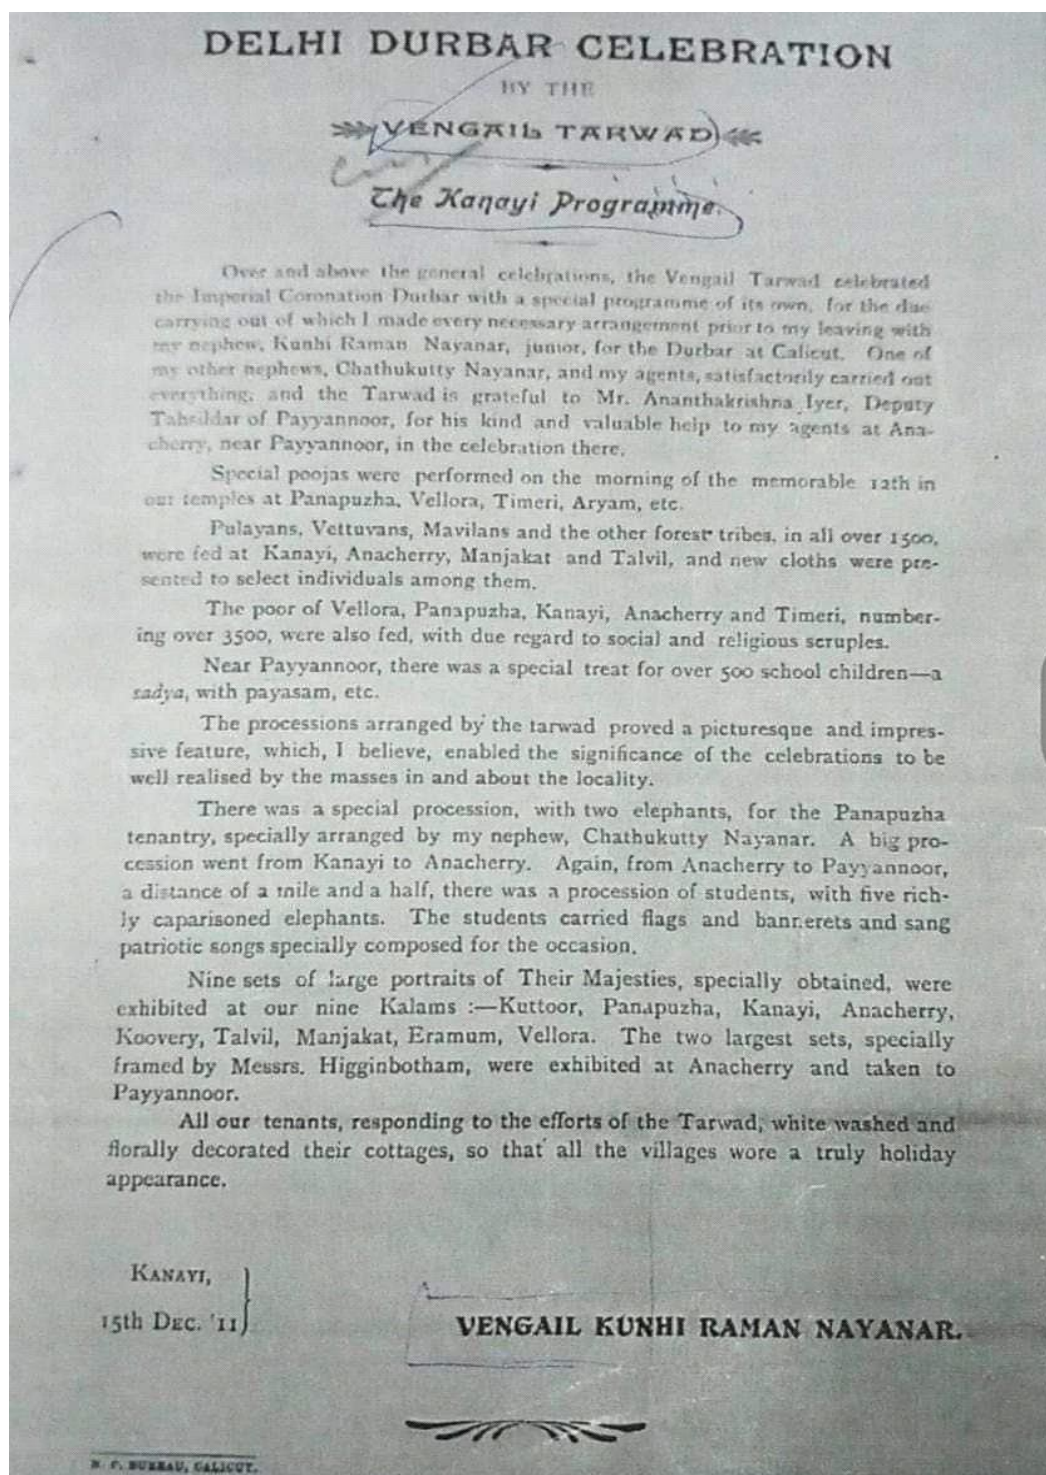 DELHI DURBAR CELEBRATION
BY THE
VENGAIL TARWAD
The Kanayi Programme.
Over and above the general celebrations, the Vengail Tarwad celebrated
the Imperial Coronation Durbar with a special programme of its own, for the due
carrying out of which I made every necessary arrangement prior to my leaving with
my nephew, Kunhi Raman Nayanar, junior, for the Durbar at Calicut. One of
my other nephews, Chathukutty Nayanar, and my agents, satisfactorily carried out
everything, and the Tarwad is grateful to Mr. Ananthakrishna Iyer, Deputy
Tahsildar of Payyannoor, for his kind and valuable help to my agents at Ana-
cherry, near Payyannoor, in the celebration there.
Special poojas were performed on the morning of the memorable 12th in
our temples at Panapuzha, Vellora, Timeri, Aryam, etc.
Pulayans, Vettuvans, Mavilans and the other forest tribes, in all over 1500,
were fed at Kanayi, Anacherry, Manjakat and Talvil, and new cloths were pre-
sented to select individuals among them.
The poor of Vellora, Panapuzha, Kanayi, Anacherry and Timeri, number-
ing over 3500, were also fed, with due regard to social and religious scruples.
Near Payyannoor, there was a special treat for over 500 school children—a
sadya, with payasam, etc.
The processions arranged by the tarwad proved a picturesque and impres-
sive feature, which, I believe, enabled the significance of the celebrations to be
well realised by the masses in and about the locality.
There was a special procession, with two elephants, for the Panapuzha
tenantry, specially arranged by my nephew, Chathukutty Nayanar. A big pro-
cession went from Kanayi to Anacherry. Again, from Anacherry to Payyannoor,
a distance of a mile and a half, there was a procession of students, with five rich-
ly caparisoned elephants. The students carried flags and bannerets and sang
patriotic songs specially composed for the occasion.
Nine sets of large portraits of Their Majesties, specially obtained, were
exhibited at our nine Kalams :—Kuttoor, Panapuzha, Kanayi, Anacherry,
Koovery, Talvil, Manjakat, Eramum, Vellora. The two largest sets, specially
framed by Messrs. Higginbotham, were exhibited at Anacherry and taken to
Payyannoor.
All our tenants, responding to the efforts of the Tarwad, white washed and
florally decorated their cottages, so that all the villages wore a truly holiday
appearance.
KANAYI,
15th DEC. '11
VENGAIL KUNHI RAMAN NAYANAR.
BUREAU, CALICUT.